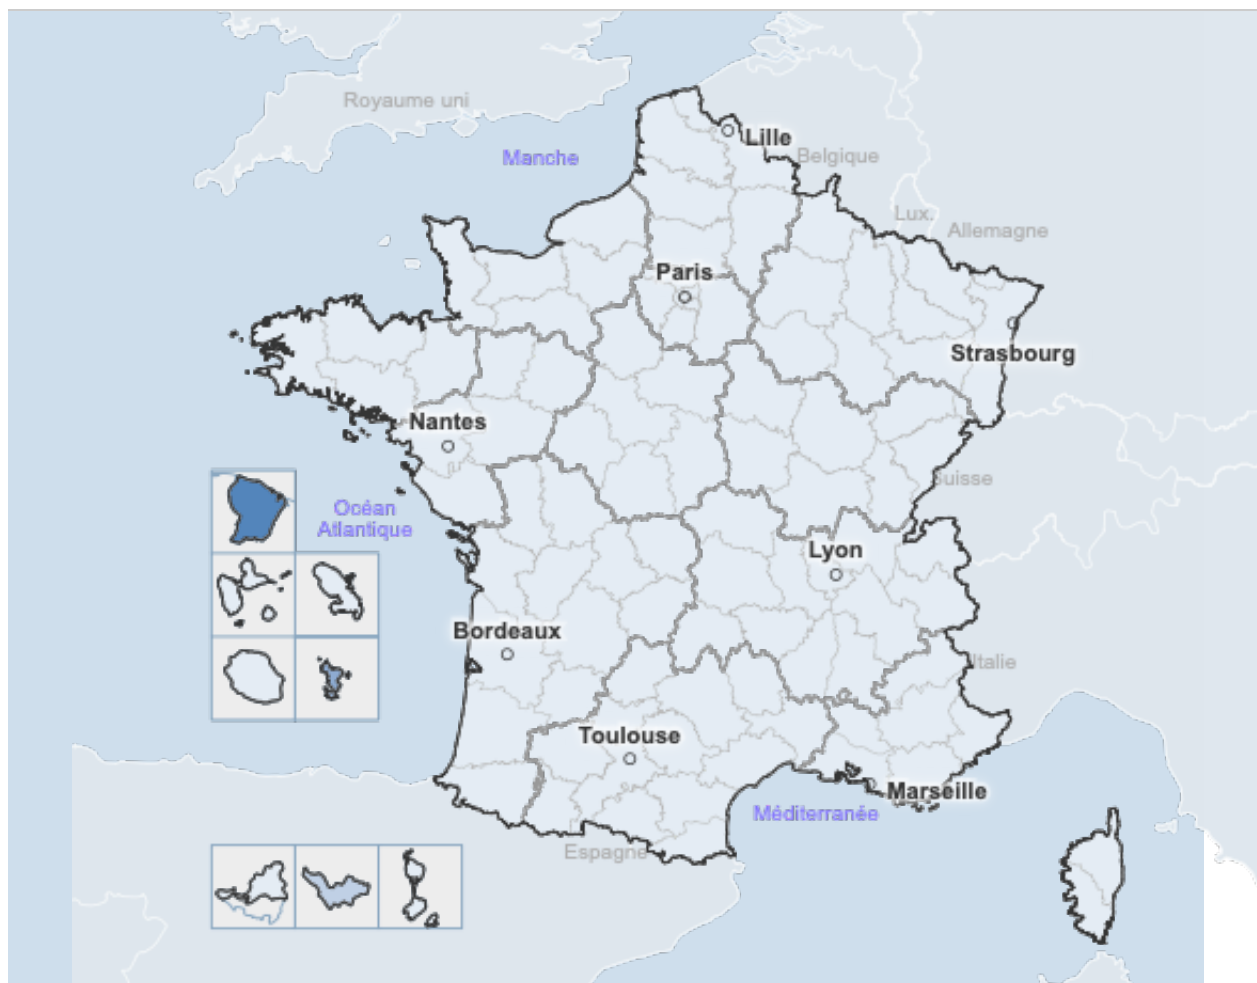 Royaume uni
Lille
Manche
Belgique
Lux.
Allemagne
Paris
Strasbourg
Nantes
Suisse
Océan
Atlantique
Lyon
Bordeaux
Italie
Toulouse
Marseille
Méditerranée
Espagne